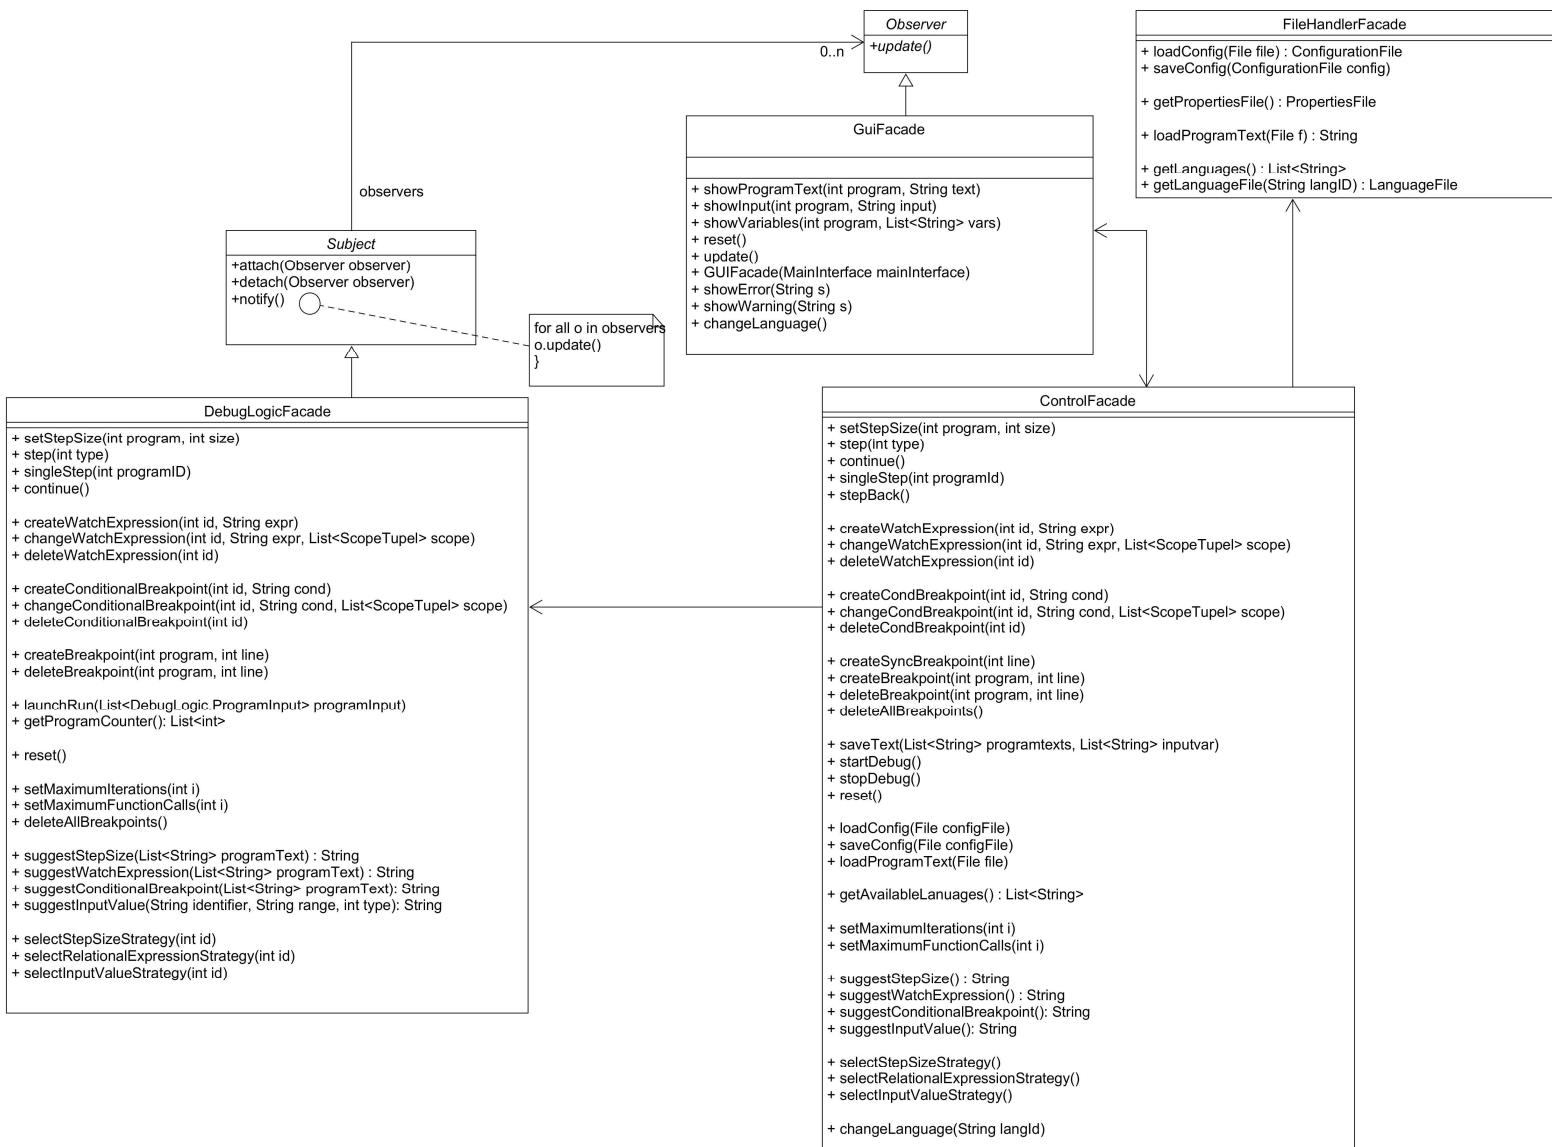 Observer
+update()
0..n
observers
FileHandlerFacade
+ loadConfig(File file) : ConfigurationFile
+ saveConfig(ConfigurationFile config)
+ getPropertiesFile() : PropertiesFile
+ loadProgramText(File f) : String
+ getLanguages() : List<String>
+ getLanguageFile(String langID) : LanguageFile
GuiFacade
+ showProgramText(int program, String text)
+ showInput(int program, String input)
+ showVariables(int program, List<String> vars)
+ reset()
+ update()
+ GUIFacade(MainInterface mainInterface)
+ showError(String s)
+ showWarning(String s)
+ changeLanguage()
Subject
+attach(Observer observer)
+detach(Observer observer)
+notify()
for all o in observers
o.update()
}
DebugLogicFacade
+ setStepSize(int program, int size)
+ step(int type)
+ singleStep(int programID)
+ continue()
+ createWatchExpression(int id, String expr)
+ changeWatchExpression(int id, String expr, List<ScopeTupel> scope)
+ deleteWatchExpression(int id)
+ createConditionalBreakpoint(int id, String cond)
+ changeConditionalBreakpoint(int id, String cond, List<ScopeTupel> scope)
+ deleteConditionalBreakpoint(int id)
+ createBreakpoint(int program, int line)
+ deleteBreakpoint(int program, int line)
+ launchRun(List<DebugLogic.ProgramInput> programInput)
+ getProgramCounter(): List<int>
+ reset()
+ setMaximumIterations(int i)
+ setMaximumFunctionCalls(int i)
+ deleteAllBreakpoints()
+ suggestStepSize(List<String> programText) : String
+ suggestWatchExpression(List<String> programText) : String
+ suggestConditionalBreakpoint(List<String> programText): String
+ suggestInputValue(String identifier, String range, int type): String
+ selectStepSizeStrategy(int id)
+ selectRelationalExpressionStrategy(int id)
+ selectInputValueStrategy(int id)
ControlFacade
+ setStepSize(int program, int size)
+ step(int type)
+ continue()
+ singleStep(int programId)
+ stepBack()
+ createWatchExpression(int id, String expr)
+ changeWatchExpression(int id, String expr, List<ScopeTupel> scope)
+ deleteWatchExpression(int id)
+ createCondBreakpoint(int id, String cond)
+ changeCondBreakpoint(int id, String cond, List<ScopeTupel> scope)
+ deleteCondBreakpoint(int id)
+ createSyncBreakpoint(int line)
+ createBreakpoint(int program, int line)
+ deleteBreakpoint(int program, int line)
+ deleteAllBreakpoints()
+ saveText(List<String> programtexts, List<String> inputvar)
+ startDebug()
+ stopDebug()
+ reset()
+ loadConfig(File configFile)
+ saveConfig(File configFile)
+ loadProgramText(File file)
+ getAvailableLanuages() : List<String>
+ setMaximumIterations(int i)
+ setMaximumFunctionCalls(int i)
+ suggestStepSize() : String
+ suggestWatchExpression() : String
+ suggestConditionalBreakpoint(): String
+ suggestInputValue(): String
+ selectStepSizeStrategy()
+ selectRelationalExpressionStrategy()
+ selectInputValueStrategy()
+ changeLanguage(String langId)